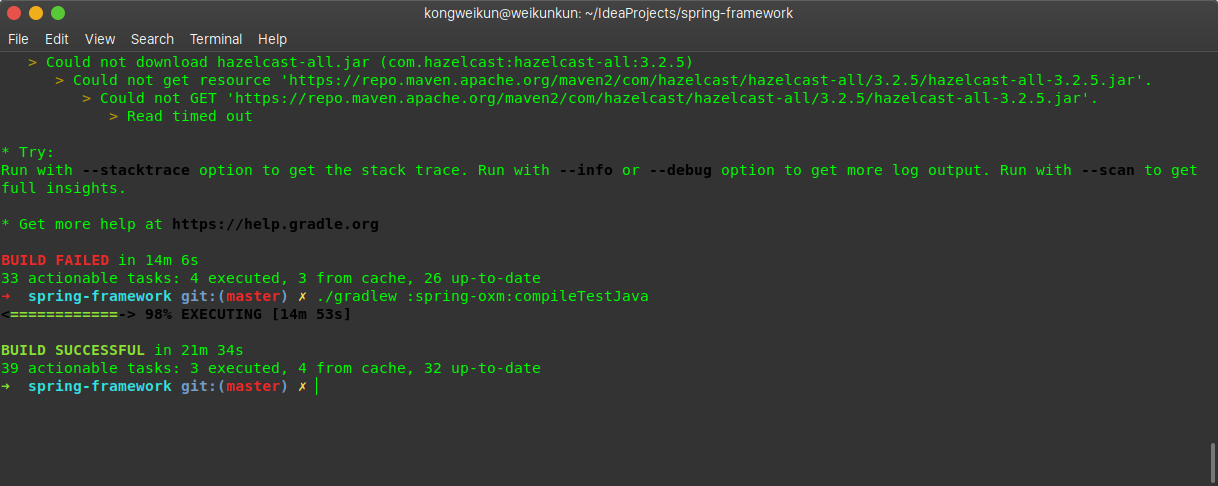 kongweikun@weikunkun: ~/IdeaProjects/spring-framework
File Edit View Search Terminal Help
> Could not download hazelcast-all.jar (com.hazelcast:hazelcast-all:3.2.5)
> Could not get resource 'https://repo.maven.apache.org/maven2/com/hazelcast/hazelcast-all/3.2.5/hazelcast-all-3.2.5.jar'.
> Could not GET 'https://repo.maven.apache.org/maven2/com/hazelcast/hazelcast-all/3.2.5/hazelcast-all-3.2.5.jar'.
> Read timed out
* Try:
Run with --stacktrace option to get the stack trace. Run with --info or --debug option to get more log output. Run with --scan to get
full insights.
* Get more help at https://help.gradle.org
BUILD FAILED in 14m 6s
33 actionable tasks: 4 executed, 3 from cache, 26 up-to-date
➜  spring-framework git:(master) ✗ ./gradlew :spring-oxm:compileTestJava
<============-> 98% EXECUTING [14m 53s]
BUILD SUCCESSFUL in 21m 34s
39 actionable tasks: 3 executed, 4 from cache, 32 up-to-date
➜  spring-framework git:(master) ✗